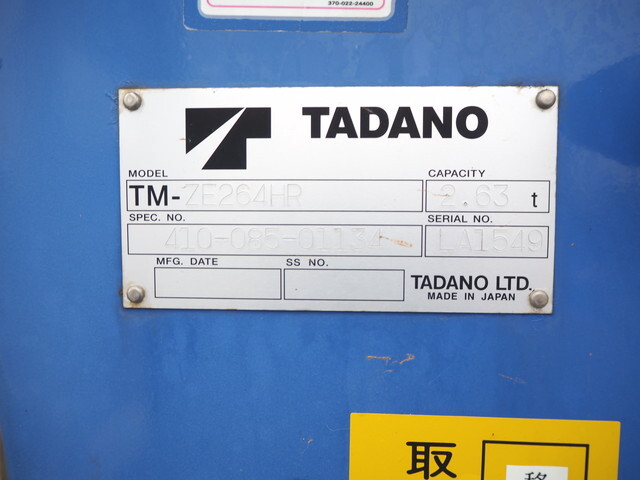 370-022-24400
TADANO
MODEL
CAPACITY
TM-ZE264HR
2.63 t
SPEC. NO.
SERIAL NO.
410-085-01134
LA1549
MFG. DATE
SS NO.
TADANO LTD.
MADE IN JAPAN
取
移